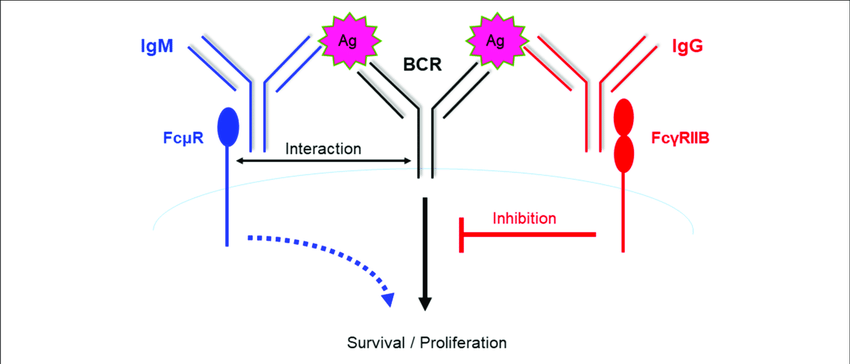 IgM
Ag
BCR
Ag
IgG
FcμR
Interaction
FcγRIIB
Inhibition
Survival / Proliferation